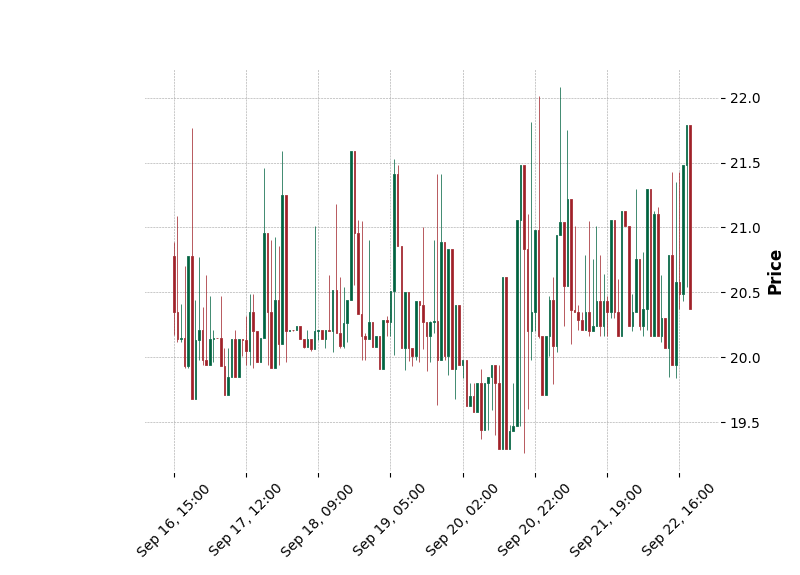 22.0
21.5
21.0
20.5
20.0
19.5
Price
Sep 16, 15:00
Sep 17, 12:00
Sep 18, 09:00
Sep 19, 05:00
Sep 20, 02:00
Sep 20, 22:00
Sep 21, 19:00
Sep 22, 16:00